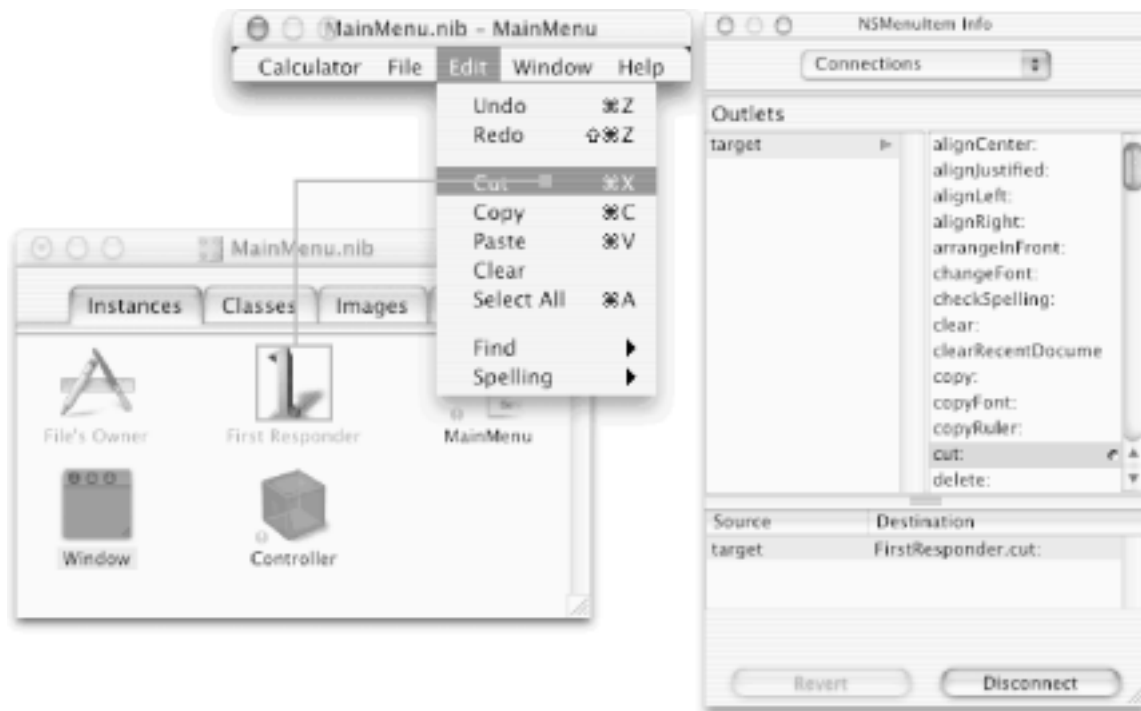 MainMenu.nib – MainMenu
Calculator File Edit Window Help
Undo ⌘Z
Redo ⇧⌘Z
Cut ⌘X
Copy ⌘C
Paste ⌘V
Clear
Select All ⌘A
Find
Spelling
MainMenu.nib
Instances Classes Images
File's Owner First Responder MainMenu
Window Controller
NSMenuItem Info
Connections
Outlets
target
alignCenter:
alignJustified:
alignLeft:
alignRight:
arrangeInFront:
changeFont:
checkSpelling:
clear:
clearRecentDocume
copy:
copyFont:
copyRuler:
cut:
delete:
Source Destination
target FirstResponder.cut:
Revert Disconnect